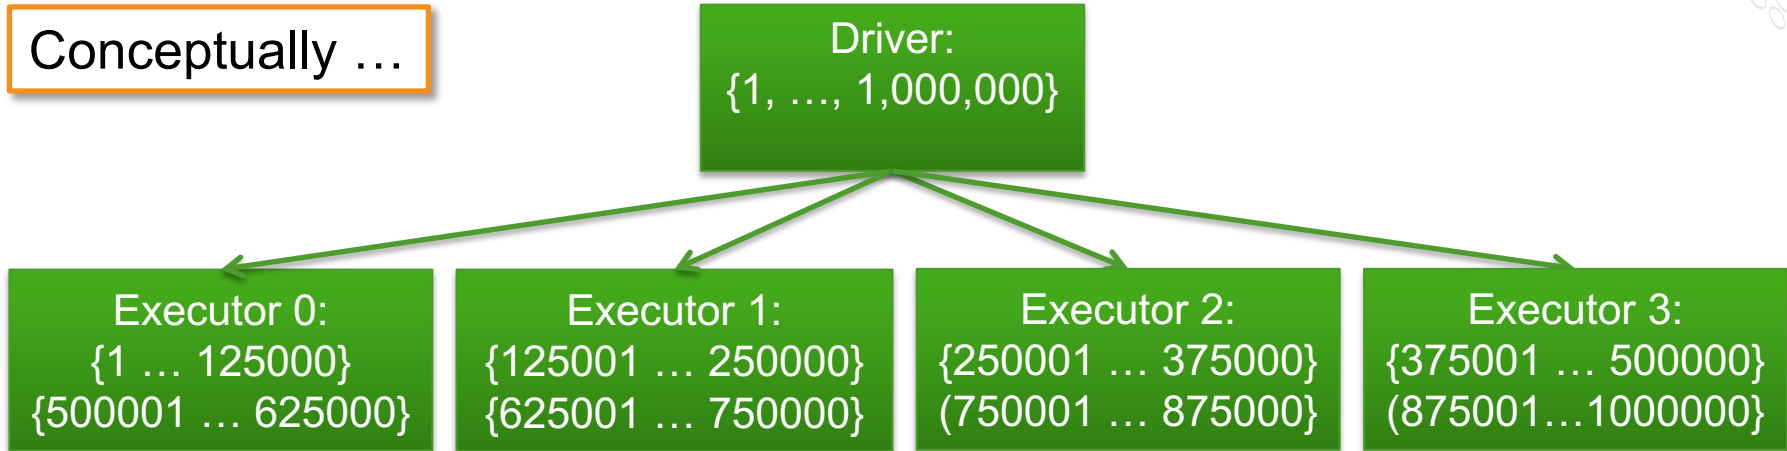 Conceptually …
Driver:
{1, …, 1,000,000}
Executor 0:
{1 … 125000}
{500001 … 625000}
Executor 1:
{125001 … 250000}
{625001 … 750000}
Executor 2:
{250001 … 375000}
(750001 … 875000}
Executor 3:
{375001 … 500000}
(875001…1000000}